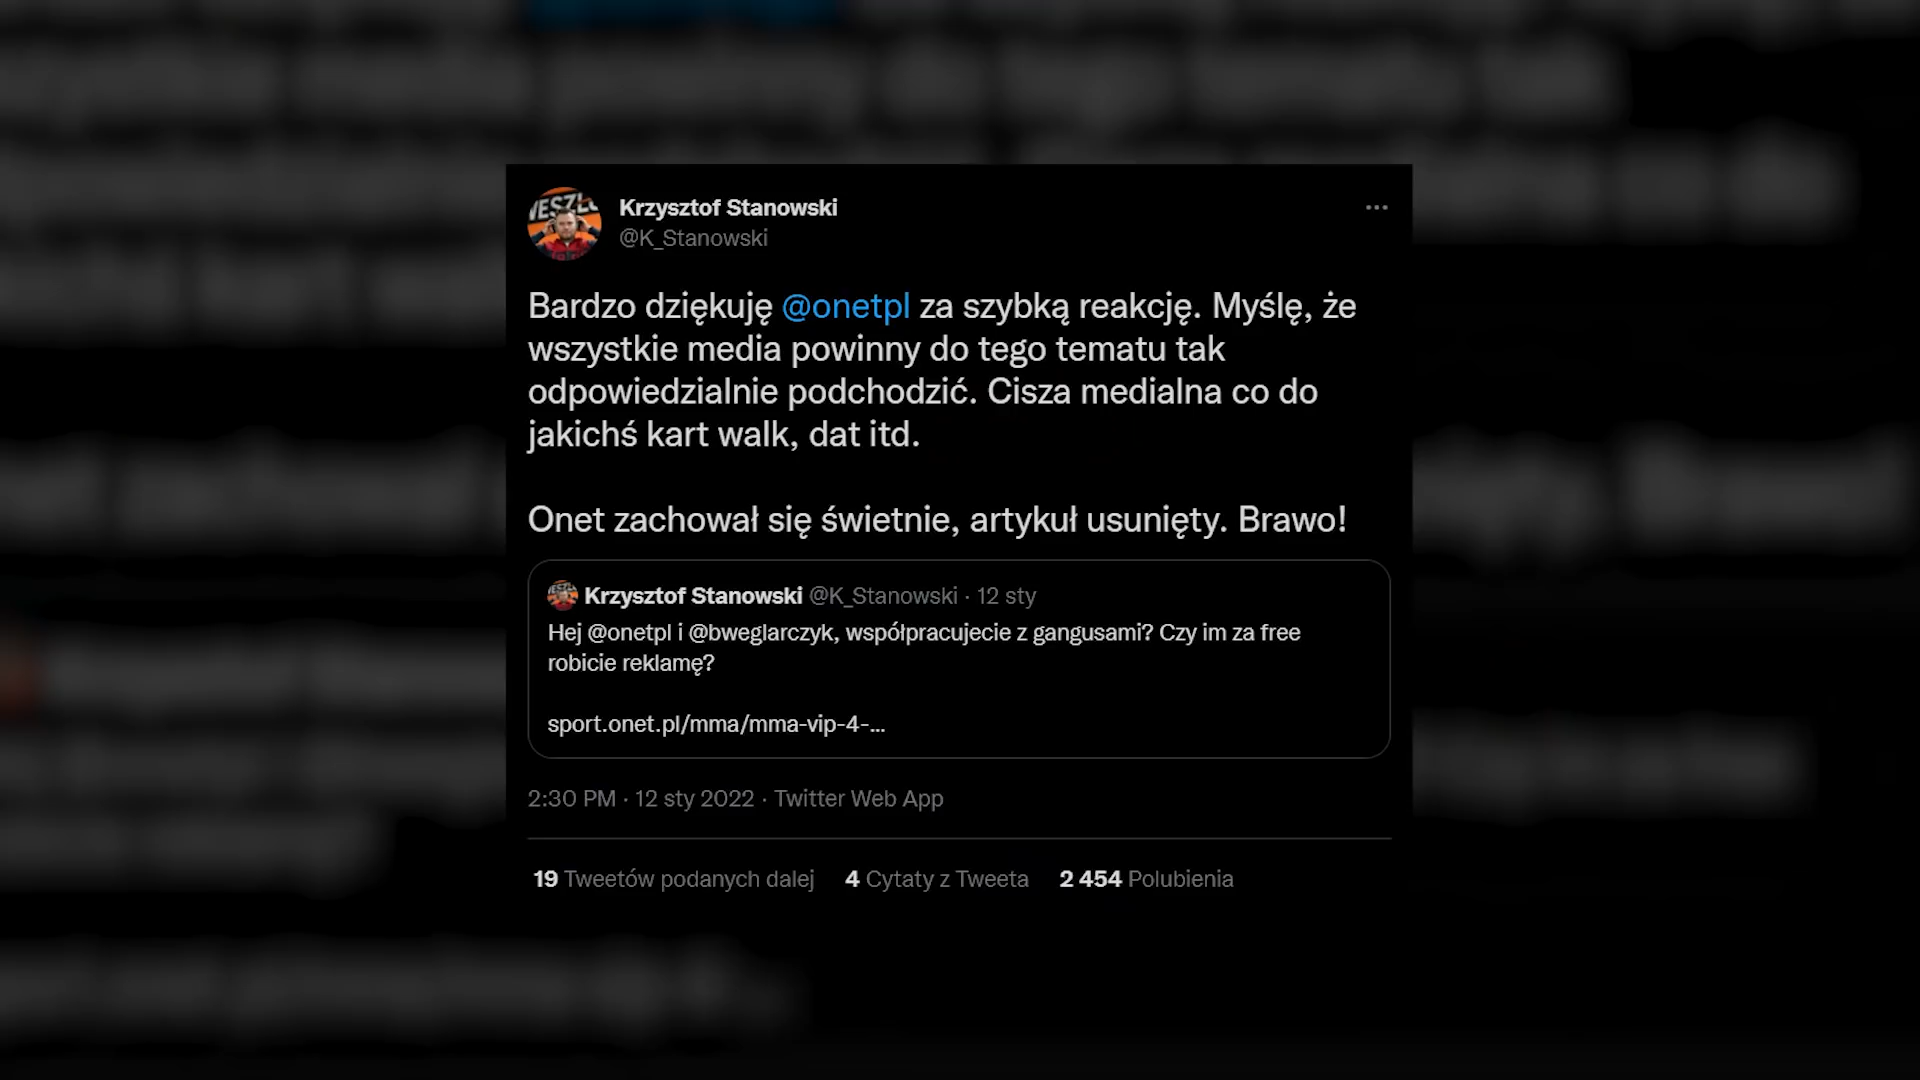 Krzysztof Stanowski
@K_Stanowski
Bardzo dziękuję @onetpl za szybką reakcję. Myślę, że
wszystkie media powinny do tego tematu tak
odpowiedzialnie podchodzić. Cisza medialna co do
jakichś kart walk, dat itd.
Onet zachował się świetnie, artykuł usunięty. Brawo!
Krzysztof Stanowski @K_Stanowski · 12 sty
Hej @onetpl i @bweglarczyk, współpracujecie z gangusami? Czy im za free
robicie reklamę?
sport.onet.pl/mma/mma-vip-4-...
2:30 PM · 12 sty 2022 · Twitter Web App
19 Tweetów podanych dalej 4 Cytaty z Tweeta 2 454 Polubienia